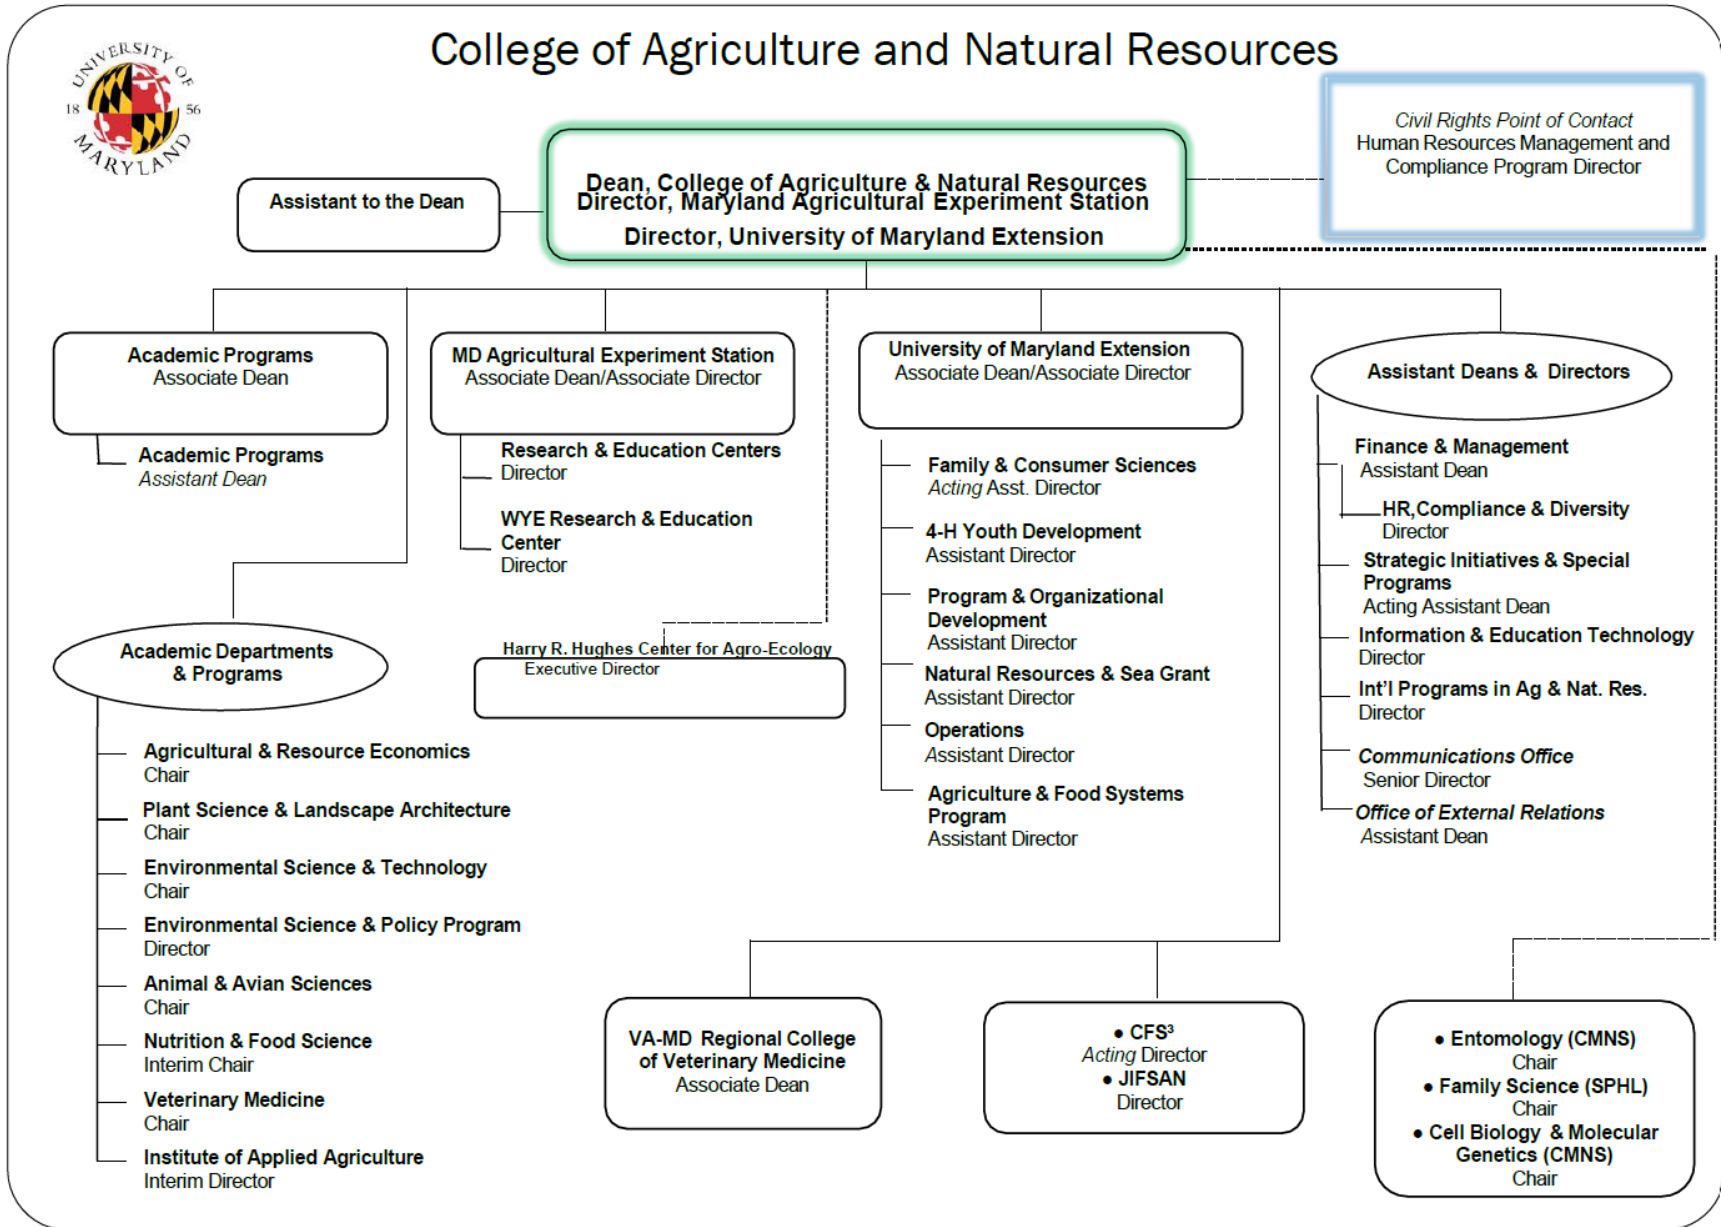 College of Agriculture and Natural Resources
UNIVERSITY OF
18 56
MARYLAND
Civil Rights Point of Contact
Human Resources Management and
Compliance Program Director
Assistant to the Dean
Dean, College of Agriculture & Natural Resources
Director, Maryland Agricultural Experiment Station
Director, University of Maryland Extension
Academic Programs
Associate Dean
Academic Programs
Assistant Dean
MD Agricultural Experiment Station
Associate Dean/Associate Director
Research & Education Centers
Director
WYE Research & Education
Center
Director
Harry R. Hughes Center for Agro-Ecology
Executive Director
University of Maryland Extension
Associate Dean/Associate Director
Family & Consumer Sciences
Acting Asst. Director
4-H Youth Development
Assistant Director
Program & Organizational
Development
Assistant Director
Natural Resources & Sea Grant
Assistant Director
Operations
Assistant Director
Agriculture & Food Systems
Program
Assistant Director
Assistant Deans & Directors
Finance & Management
Assistant Dean
HR,Compliance & Diversity
Director
Strategic Initiatives & Special
Programs
Acting Assistant Dean
Information & Education Technology
Director
Int'l Programs in Ag & Nat. Res.
Director
Communications Office
Senior Director
Office of External Relations
Assistant Dean
Academic Departments
& Programs
Agricultural & Resource Economics
Chair
Plant Science & Landscape Architecture
Chair
Environmental Science & Technology
Chair
Environmental Science & Policy Program
Director
Animal & Avian Sciences
Chair
Nutrition & Food Science
Interim Chair
Veterinary Medicine
Chair
Institute of Applied Agriculture
Interim Director
VA-MD Regional College
of Veterinary Medicine
Associate Dean
● CFS³
Acting Director
● JIFSAN
Director
● Entomology (CMNS)
Chair
● Family Science (SPHL)
Chair
● Cell Biology & Molecular
Genetics (CMNS)
Chair